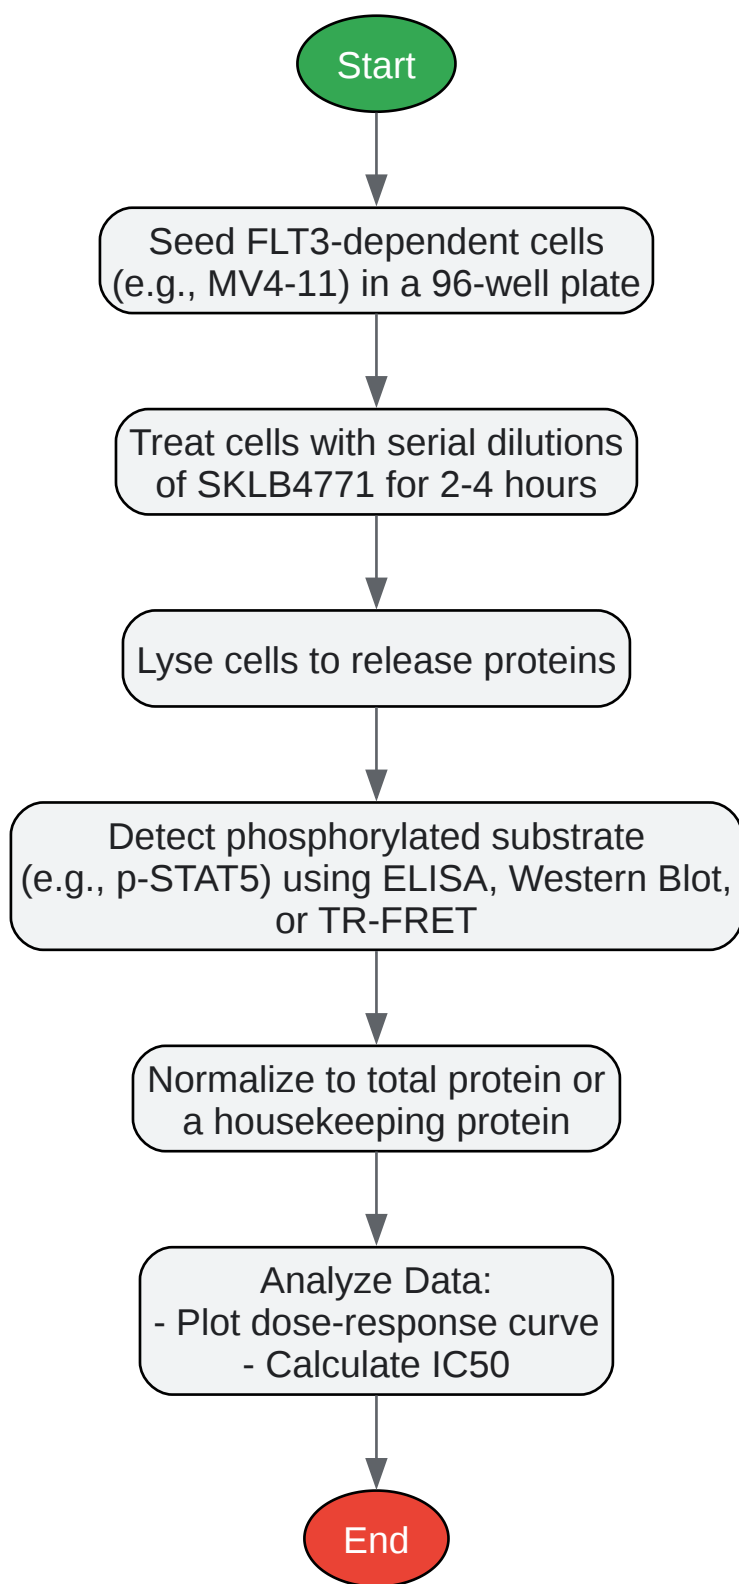 Start
Seed FLT3-dependent cells
(e.g., MV4-11) in a 96-well plate
Treat cells with serial dilutions
of SKLB4771 for 2-4 hours
Lyse cells to release proteins
Detect phosphorylated substrate
(e.g., p-STAT5) using ELISA, Western Blot,
or TR-FRET
Normalize to total protein or
a housekeeping protein
Analyze Data:
- Plot dose-response curve
- Calculate IC50
End